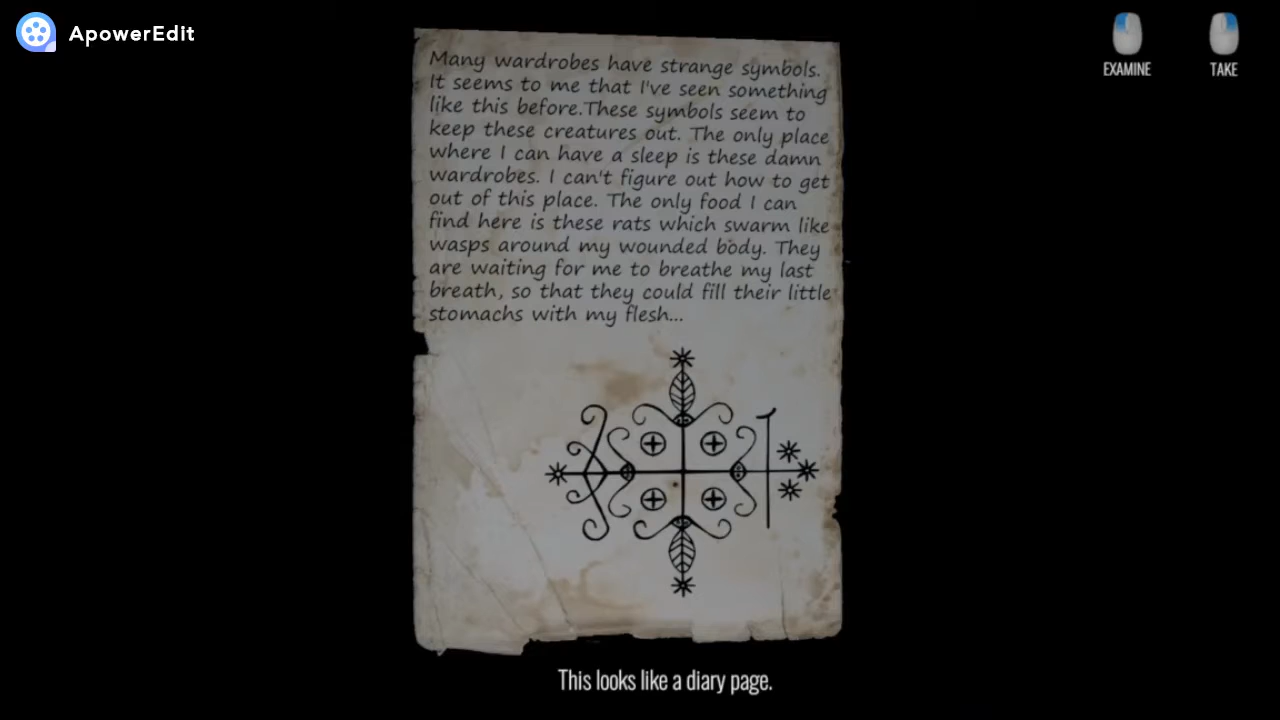 ApowerEdit
EXAMINE
TAKE
Many wardrobes have strange symbols.
It seems to me that I've seen something
like this before.These symbols seem to
keep these creatures out. The only place
where I can have a sleep is these damn
wardrobes. I can't figure out how to get
out of this place. The only food I can
find here is these rats which swarm like
wasps around my wounded body. They
are waiting for me to breathe my last
breath, so that they could fill their little
stomachs with my flesh...
This looks like a diary page.